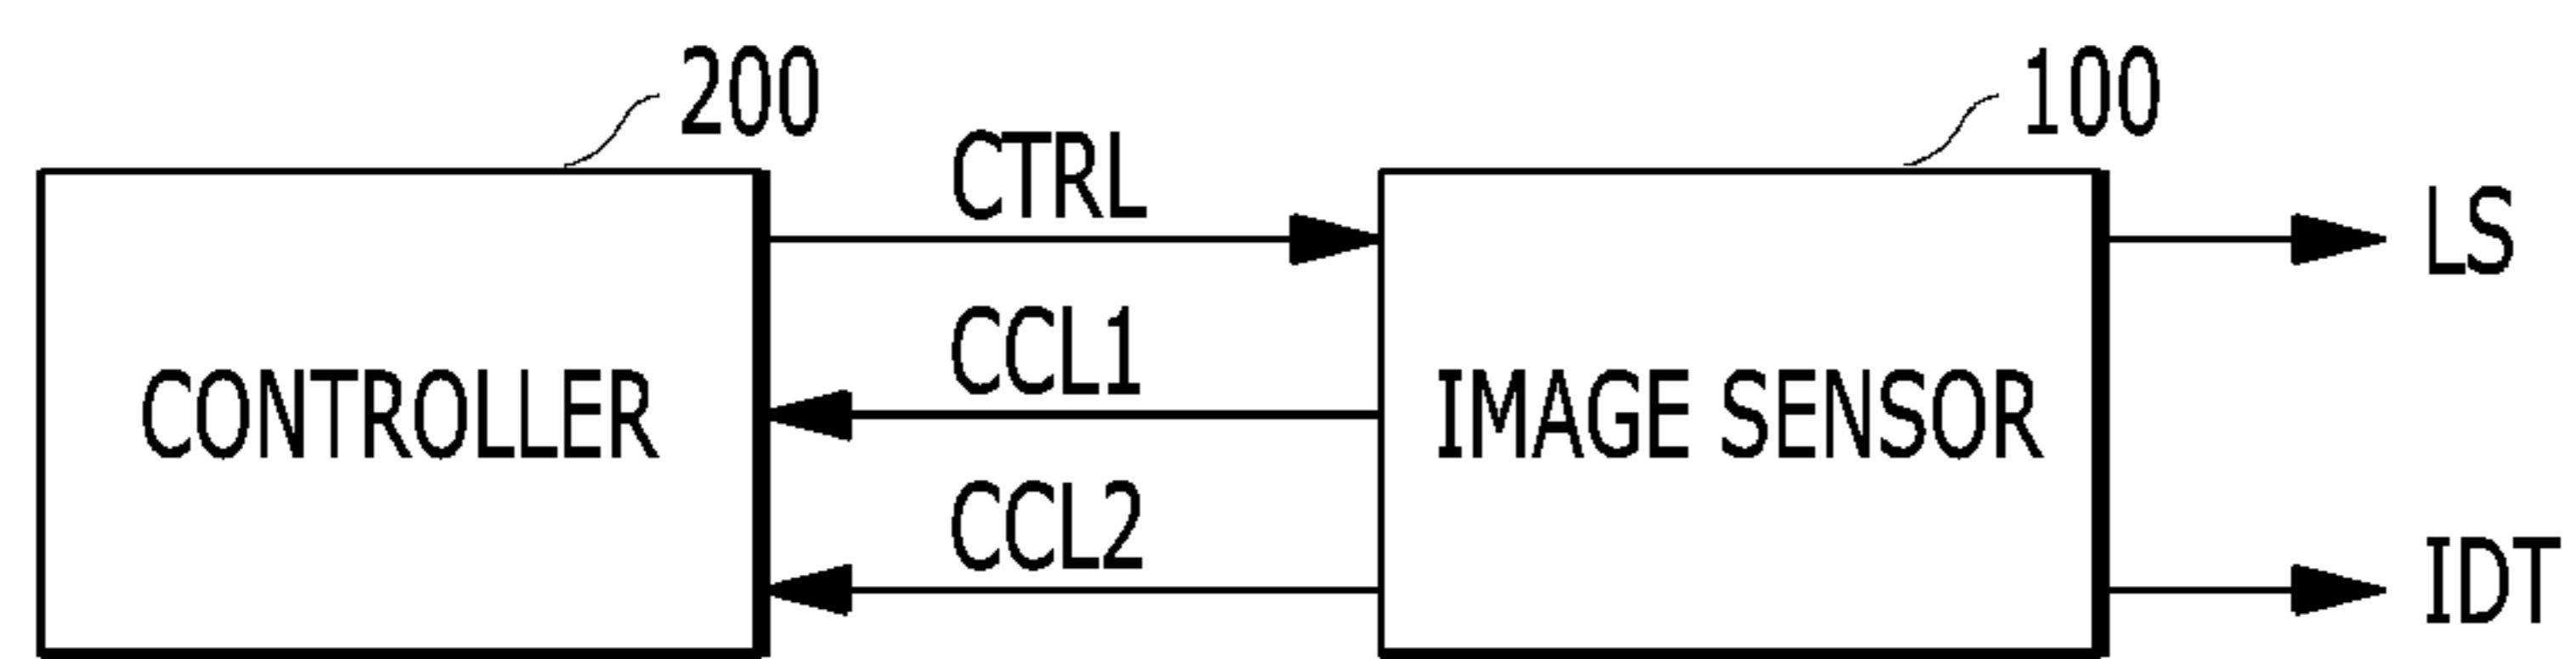 200
100
CTRL
LS
CCL1
CONTROLLER
IMAGE SENSOR
CCL2
IDT